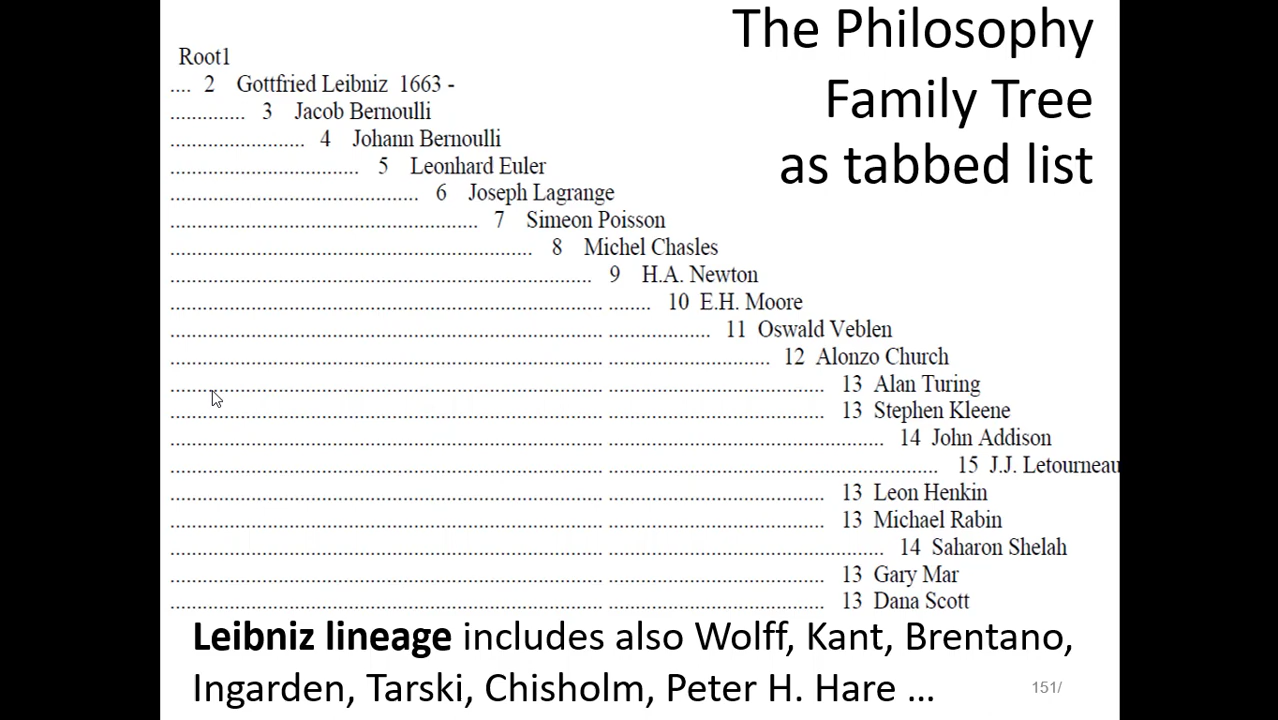 The Philosophy
Family Tree
as tabbed list
Root1
.... 2 Gottfried Leibniz 1663 -
............. 3 Jacob Bernoulli
....................... 4 Johann Bernoulli
................................ 5 Leonhard Euler
.......................................... 6 Joseph Lagrange
.................................................... 7 Simeon Poisson
............................................................. 8 Michel Chasles
....................................................................... 9 H.A. Newton
......................................................................... ........ 10 E.H. Moore
......................................................................... .................. 11 Oswald Veblen
......................................................................... ............................ 12 Alonzo Church
......................................................................... ..................................... 13 Alan Turing
......................................................................... ..................................... 13 Stephen Kleene
......................................................................... ............................................... 14 John Addison
......................................................................... ........................................................ 15 J.J. Letourneau
......................................................................... ..................................... 13 Leon Henkin
......................................................................... ..................................... 13 Michael Rabin
......................................................................... ............................................... 14 Saharon Shelah
......................................................................... ..................................... 13 Gary Mar
......................................................................... ..................................... 13 Dana Scott
Leibniz lineage includes also Wolff, Kant, Brentano,
Ingarden, Tarski, Chisholm, Peter H. Hare ...
151/